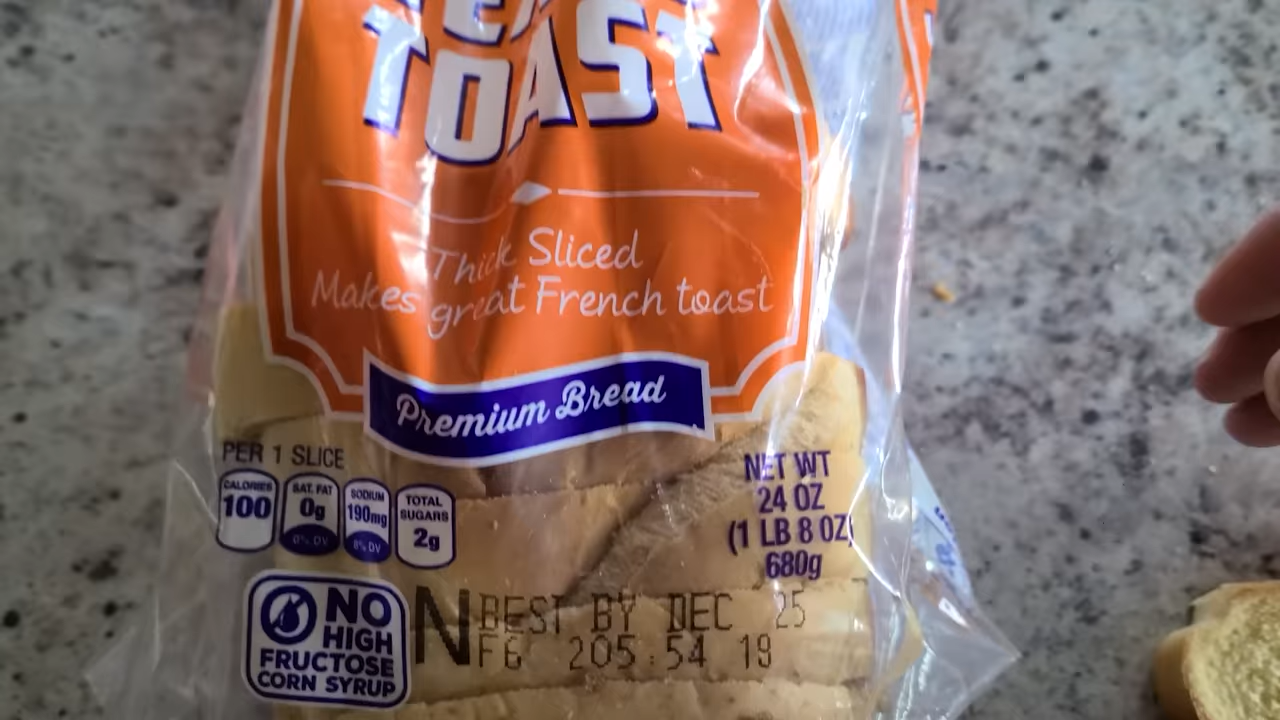 TOAST
Thick Sliced
Makes great French toast
Premium Bread
PER 1 SLICE
CALORIES
100
SAT. FAT
0g
0% DV
SODIUM
190mg
8% DV
TOTAL
SUGARS
2g
NET WT
24 OZ
(1 LB 8 OZ)
680g
NO
HIGH
FRUCTOSE
CORN SYRUP
N
BEST BY DEC 25
F6 205:54 19